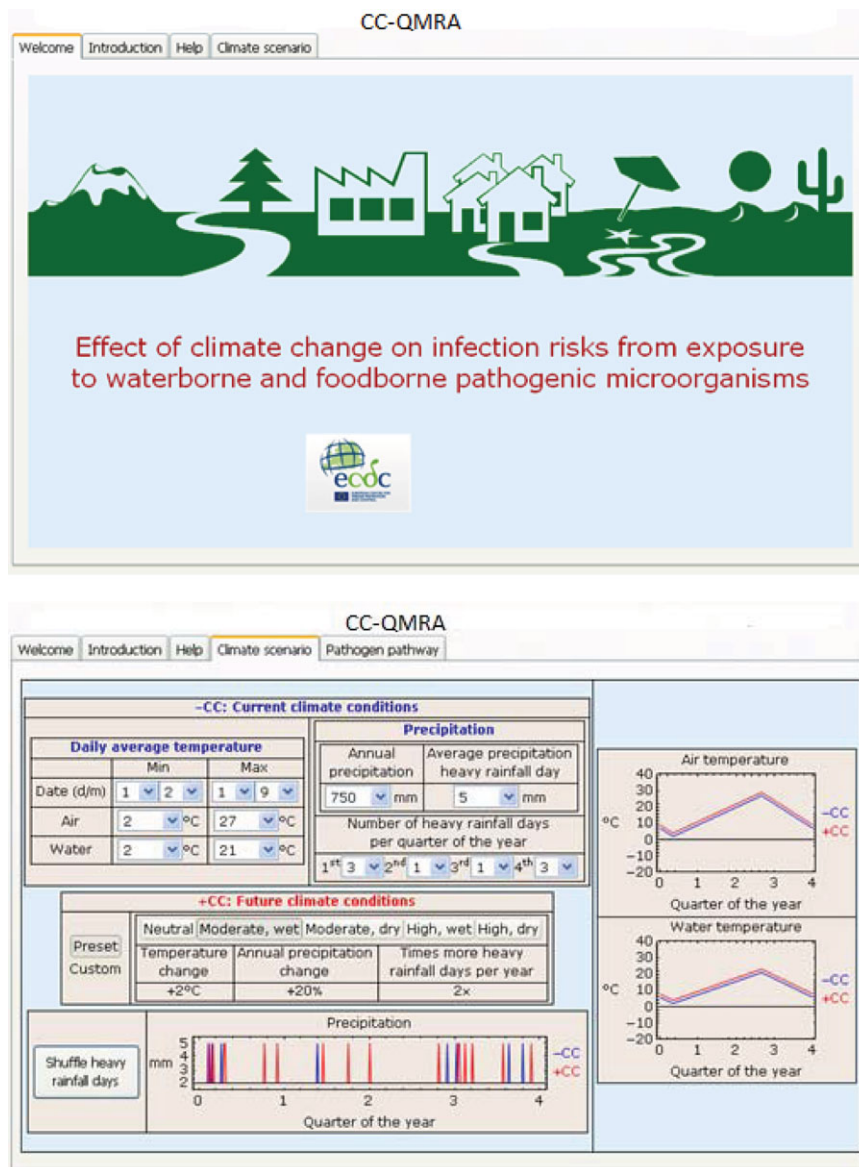 CC-QMRA
Welcome Introduction Help Climate scenario
Effect of climate change on infection risks from exposure
to waterborne and foodborne pathogenic microorganisms
ecdc
CC-QMRA
Welcome Introduction Help Climate scenario Pathogen pathway
-CC: Current climate conditions
Daily average temperature
Min Max
Date (d/m) 1 2 1 9
Air 2 °C 27 °C
Water 2 °C 21 °C
Precipitation
Annual Average precipitation
precipitation heavy rainfall day
750 mm 5 mm
Number of heavy rainfall days
per quarter of the year
1st 3 2nd 1 3rd 1 4th 3
+CC: Future climate conditions
Preset
Custom
Neutral Moderate, wet Moderate, dry High, wet High, dry
Temperature Annual precipitation Times more heavy
change change rainfall days per year
+2°C +20% 2x
Shuffle heavy
rainfall days
Precipitation
mm
5
4
3
2
0 1 2 3 4
Quarter of the year
-CC
+CC
Air temperature
°C
40
30
20
10
0
-10
-20
0 1 2 3 4
Quarter of the year
-CC
+CC
Water temperature
°C
40
30
20
10
0
-10
-20
0 1 2 3 4
Quarter of the year
-CC
+CC